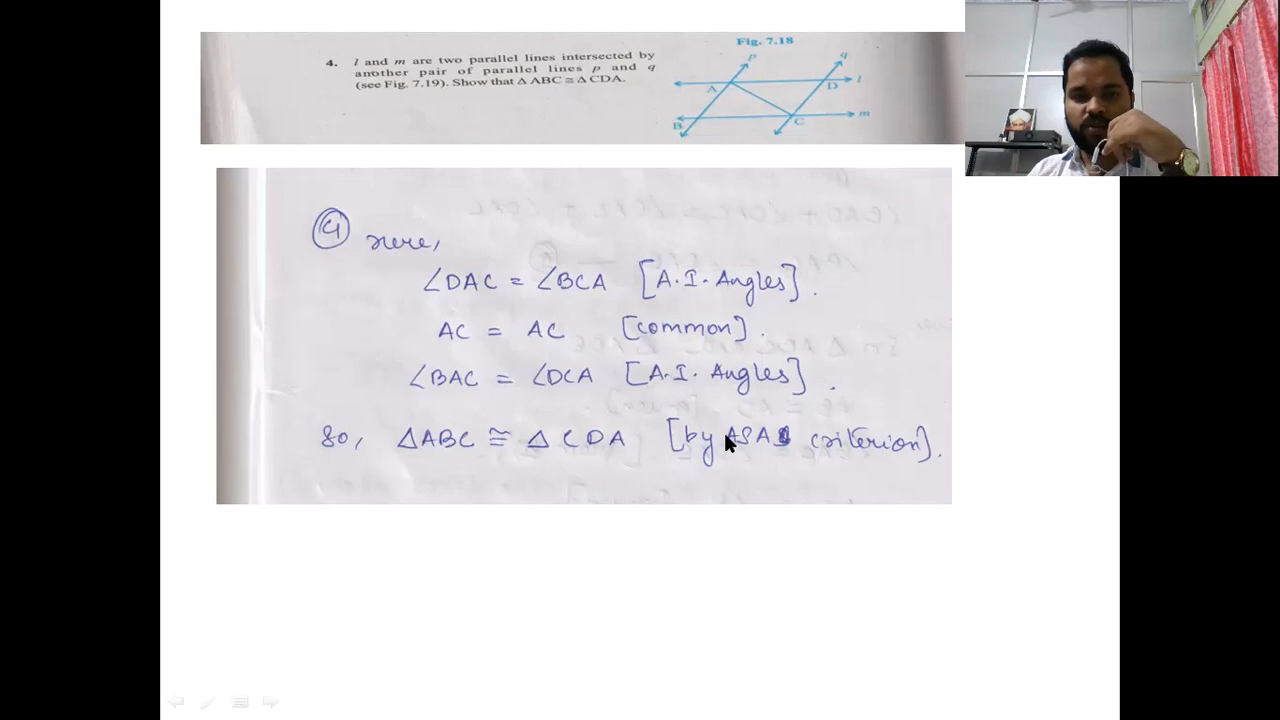 Fig. 7.18
4. l and m are two parallel lines intersected by
another pair of parallel lines p and q
(see Fig. 7.19). Show that Δ ABC ≅ Δ CDA.
p
q
A
D
l
B
C
m
4 Here,
∠DAC = ∠BCA [A.I. Angles].
AC = AC [common].
∠BAC = ∠DCA [A.I. Angles].
So, ΔABC ≅ Δ CDA [by ASA criterion].